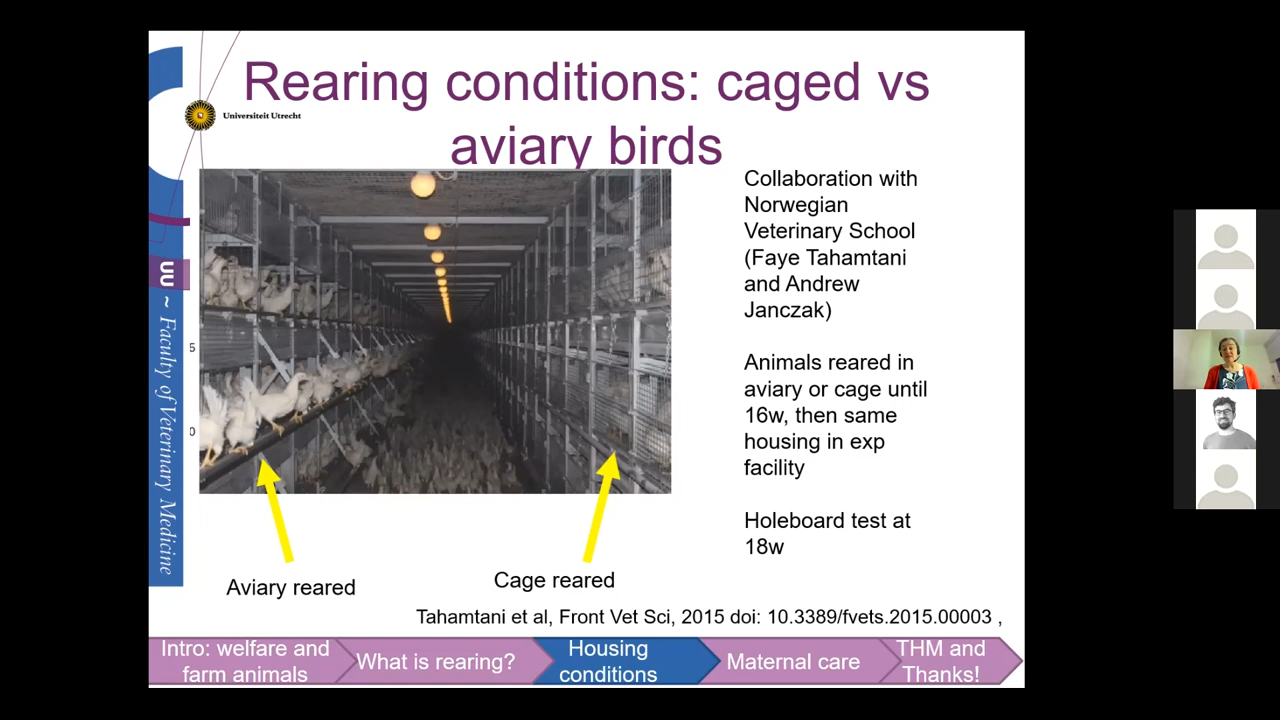 Rearing conditions: caged vs
aviary birds
Universiteit Utrecht
Collaboration with
Norwegian
Veterinary School
(Faye Tahamtani
and Andrew
Janczak)
Animals reared in
aviary or cage until
16w, then same
housing in exp
facility
Holeboard test at
18w
~ Faculty of Veterinary Medicine
5
0
Aviary reared
Cage reared
Tahamtani et al, Front Vet Sci, 2015 doi: 10.3389/fvets.2015.00003 ,
Intro: welfare and
farm animals
What is rearing?
Housing
conditions
Maternal care
THM and
Thanks!